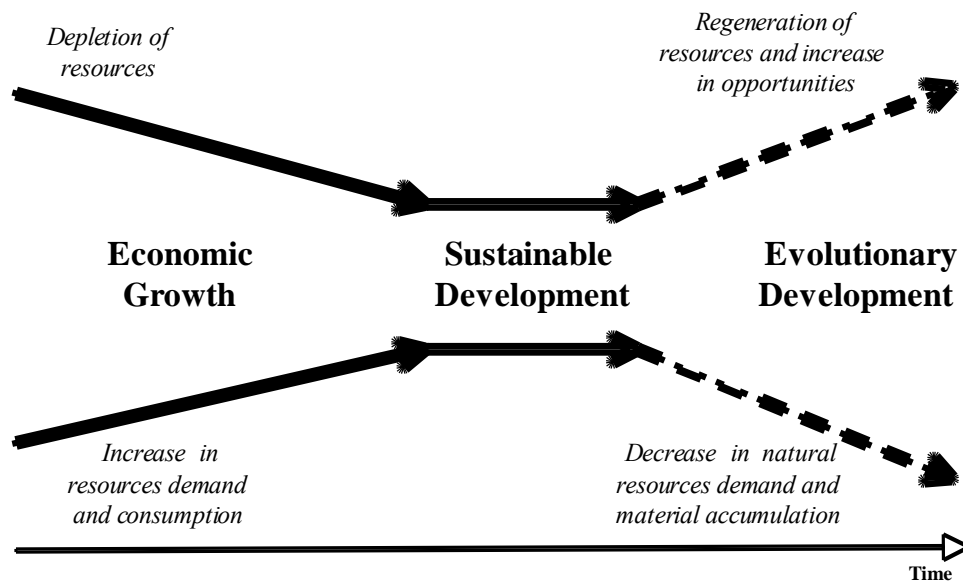 Depletion of
resources
Regeneration of
resources and increase
in opportunities
Economic
Growth
Sustainable
Development
Evolutionary
Development
Increase in
resources demand
and consumption
Decrease in natural
resources demand and
material accumulation
Time